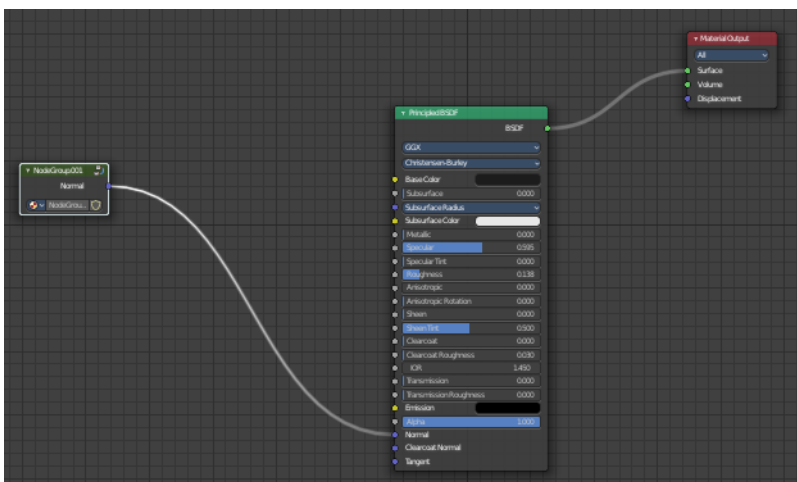 Material Output
All
Surface
Volume
Displacement
Principled BSDF
BSDF
GGX
Christensen-Burley
Base Color
Subsurface 0.000
Subsurface Radius
Subsurface Color
Metallic 0.000
Specular 0.595
Specular Tint 0.000
Roughness 0.138
Anisotropic 0.000
Anisotropic Rotation 0.000
Sheen 0.000
Sheen Tint 0.500
Clearcoat 0.000
Clearcoat Roughness 0.030
IOR 1.450
Transmission 0.000
Transmission Roughness 0.000
Emission
Alpha 1.000
Normal
Clearcoat Normal
Tangent
NodeGroup.001
Normal
NodeGrou...